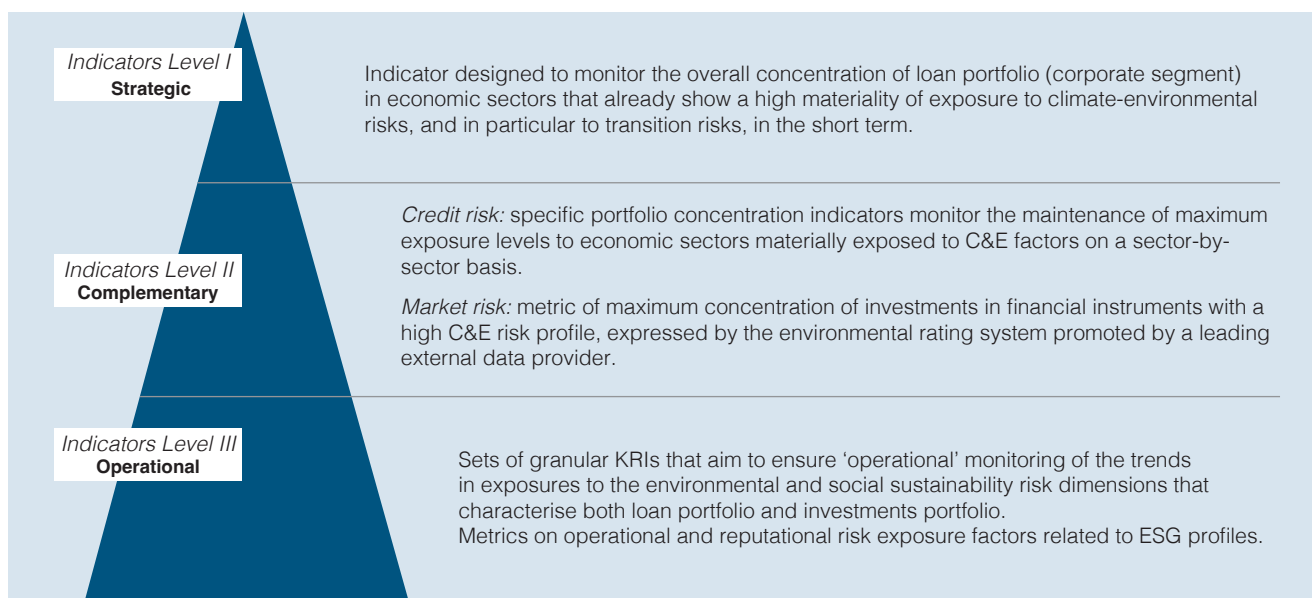 Indicators Level I
Strategic
Indicator designed to monitor the overall concentration of loan portfolio (corporate segment)
in economic sectors that already show a high materiality of exposure to climate-environmental
risks, and in particular to transition risks, in the short term.
Indicators Level II
Complementary
Credit risk: specific portfolio concentration indicators monitor the maintenance of maximum
exposure levels to economic sectors materially exposed to C&E factors on a sector-by-
sector basis.
Market risk: metric of maximum concentration of investments in financial instruments with a
high C&E risk profile, expressed by the environmental rating system promoted by a leading
external data provider.
Indicators Level III
Operational
Sets of granular KRIs that aim to ensure ‘operational’ monitoring of the trends
in exposures to the environmental and social sustainability risk dimensions that
characterise both loan portfolio and investments portfolio.
Metrics on operational and reputational risk exposure factors related to ESG profiles.